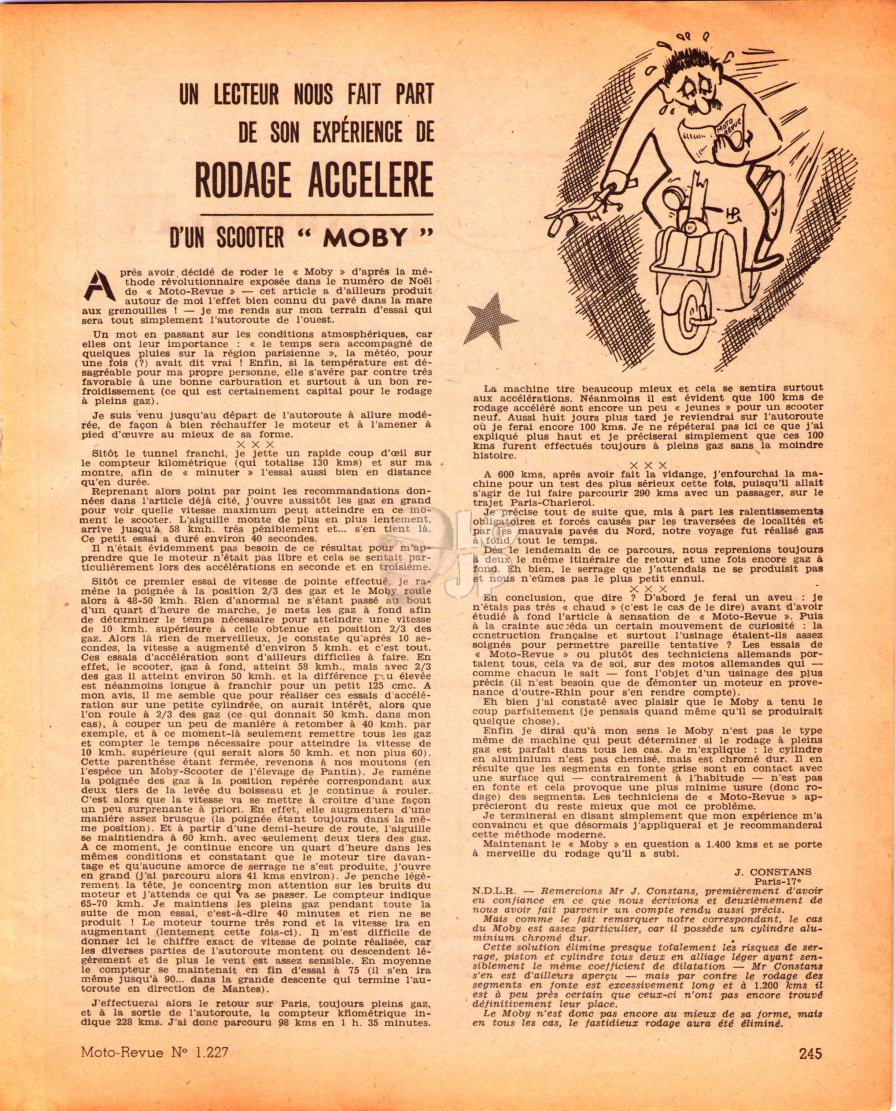 UN LECTEUR NOUS FAIT PART
DE SON EXPÉRIENCE DE
RODAGE ACCELERE
D'UN SCOOTER “ MOBY ”
MOTO
REVUE
HP
Après avoir décidé de roder le « Moby » d'après la mé-
thode révolutionnaire exposée dans le numéro de Noël
de « Moto-Revue » — cet article a d'ailleurs produit
autour de moi l'effet bien connu du pavé dans la mare
aux grenouilles ! — je me rends sur mon terrain d'essai qui
sera tout simplement l'autoroute de l'ouest.
Un mot en passant sur les conditions atmosphériques, car
elles ont leur importance : « le temps sera accompagné de
quelques pluies sur la région parisienne », la météo, pour
une fois (?) avait dit vrai ! Enfin, si la température est dé-
sagréable pour ma propre personne, elle s'avère par contre très
favorable à une bonne carburation et surtout à un bon re-
froidissement (ce qui est certainement capital pour le rodage
à pleins gaz).
Je suis venu jusqu'au départ de l'autoroute à allure modé-
rée, de façon à bien réchauffer le moteur et à l'amener à
pied d'œuvre au mieux de sa forme.
× × ×
Sitôt le tunnel franchi, je jette un rapide coup d'œil sur
le compteur kilométrique (qui totalise 130 kms) et sur ma
montre, afin de « minuter » l'essai aussi bien en distance
qu'en durée.
Reprenant alors point par point les recommandations don-
nées dans l'article déjà cité, j'ouvre aussitôt les gaz en grand
pour voir quelle vitesse maximum peut atteindre en ce mo-
ment le scooter. L'aiguille monte de plus en plus lentement,
arrive jusqu'à 58 kmh. très péniblement et... s'en tient là.
Ce petit essai a duré environ 40 secondes.
Il n'était évidemment pas besoin de ce résultat pour m'ap-
prendre que le moteur n'était pas libre et cela se sentait par-
ticulièrement lors des accélérations en seconde et en troisième.
Sitôt ce premier essai de vitesse de pointe effectué, je ra-
mène la poignée à la position 2/3 des gaz et le Moby roule
alors à 48-50 kmh. Rien d'anormal ne s'étant passé au bout
d'un quart d'heure de marche, je mets les gaz à fond afin
de déterminer le temps nécessaire pour atteindre une vitesse
de 10 kmh. supérieure à celle obtenue en position 2/3 des
gaz. Alors là rien de merveilleux, je constate qu'après 10 se-
condes, la vitesse a augmenté d'environ 5 kmh. et c'est tout.
Ces essais d'accélération sont d'ailleurs difficiles à faire. En
effet, le scooter, gaz à fond, atteint 58 kmh., mais avec 2/3
des gaz il atteint environ 50 kmh. et la différence peu élevée
est néanmoins longue à franchir pour un petit 125 cmc. A
mon avis, il me semble que pour réaliser ces essais d'accélé-
ration sur une petite cylindrée, on aurait intérêt, alors que
l'on roule à 2/3 des gaz (ce qui donnait 50 kmh. dans mon
cas), à couper un peu de manière à retomber à 40 kmh. par
exemple, et à ce moment-là seulement remettre tous les gaz
et compter le temps nécessaire pour atteindre la vitesse de
10 kmh. supérieure (qui serait alors 50 kmh. et non plus 60).
Cette parenthèse étant fermée, revenons à nos moutons (en
l'espèce un Moby-Scooter de l'élevage de Pantin). Je ramène
la poignée des gaz à la position repérée correspondant aux
deux tiers de la levée du boisseau et je continue à rouler.
C'est alors que la vitesse va se mettre à croître d'une façon
un peu surprenante à priori. En effet, elle augmentera d'une
manière assez brusque (la poignée étant toujours dans la mê-
me position). Et à partir d'une demi-heure de route, l'aiguille
se maintiendra à 60 kmh. avec seulement deux tiers des gaz.
A ce moment, je continue encore un quart d'heure dans les
mêmes conditions et constatant que le moteur tire davan-
tage et qu'aucune amorce de serrage ne s'est produite, j'ouvre
en grand (j'ai parcouru alors 41 kms environ). Je penche légè-
rement la tête, je concentre mon attention sur les bruits du
moteur et j'attends ce qui va se passer. Le compteur indique
65-70 kmh. Je maintiens les pleins gaz pendant toute la
suite de mon essai, c'est-à-dire 40 minutes et rien ne se
produit ! Le moteur tourne très rond et la vitesse ira en
augmentant (lentement cette fois-ci). Il m'est difficile de
donner ici le chiffre exact de vitesse de pointe réalisée, car
les diverses parties de l'autoroute montent ou descendent lé-
gèrement et de plus le vent est assez sensible. En moyenne
le compteur se maintenait en fin d'essai à 75 (il s'en ira
même jusqu'à 90... dans la grande descente qui termine l'au-
toroute en direction de Mantes).
J'effectuerai alors le retour sur Paris, toujours pleins gaz,
et à la sortie de l'autoroute, le compteur kilométrique in-
dique 228 kms. J'ai donc parcouru 98 kms en 1 h. 35 minutes.
La machine tire beaucoup mieux et cela se sentira surtout
aux accélérations. Néanmoins il est évident que 100 kms de
rodage accéléré sont encore un peu « jeunes » pour un scooter
neuf. Aussi huit jours plus tard je reviendrai sur l'autoroute
où je ferai encore 100 kms. Je ne répéterai pas ici ce que j'ai
expliqué plus haut et je préciserai simplement que ces 100
kms furent effectués toujours à pleins gaz sans la moindre
histoire.
× × ×
A 600 kms, après avoir fait la vidange, j'enfourchai la ma-
chine pour un test des plus sérieux cette fois, puisqu'il allait
s'agir de lui faire parcourir 290 kms avec un passager, sur le
trajet Paris-Charleroi.
Je précise tout de suite que, mis à part les ralentissements
obligatoires et forcés causés par les traversées de localités et
par les mauvais pavés du Nord, notre voyage fut réalisé gaz
à fond tout le temps.
Dès le lendemain de ce parcours, nous reprenions toujours
à deux le même itinéraire de retour et une fois encore gaz à
fond. Eh bien, le serrage que j'attendais ne se produisit pas
et nous n'eûmes pas le plus petit ennui.
× × ×
En conclusion, que dire ? D'abord je ferai un aveu : je
n'étais pas très « chaud » (c'est le cas de le dire) avant d'avoir
étudié à fond l'article à sensation de « Moto-Revue ». Puis
à la crainte succéda un certain mouvement de curiosité : la
construction française et surtout l'usinage étaient-ils assez
soignés pour permettre pareille tentative ? Les essais de
« Moto-Revue » ou plutôt des techniciens allemands por-
taient tous, cela va de soi, sur des motos allemandes qui —
comme chacun le sait — font l'objet d'un usinage des plus
précis (il n'est besoin que de démonter un moteur en prove-
nance d'outre-Rhin pour s'en rendre compte).
Eh bien j'ai constaté avec plaisir que le Moby a tenu le
coup parfaitement (je pensais quand même qu'il se produirait
quelque chose).
Enfin je dirai qu'à mon sens le Moby n'est pas le type
même de machine qui peut déterminer si le rodage à pleins
gaz est parfait dans tous les cas. Je m'explique : le cylindre
en aluminium n'est pas chemisé, mais est chromé dur. Il en
résulte que les segments en fonte grise sont en contact avec
une surface qui — contrairement à l'habitude — n'est pas
en fonte et cela provoque une plus minime usure (donc ro-
dage) des segments. Les techniciens de « Moto-Revue » ap-
précieront du reste mieux que moi ce problème.
Je terminerai en disant simplement que mon expérience m'a
convaincu et que désormais j'appliquerai et je recommanderai
cette méthode moderne.
Maintenant le « Moby » en question a 1.400 kms et se porte
à merveille du rodage qu'il a subi.
J. CONSTANS
Paris-17e
N.D.L.R. — Remercions Mr J. Constans, premièrement d'avoir
eu confiance en ce que nous écrivions et deuxièmement de
nous avoir fait parvenir un compte rendu aussi précis.
Mais comme le fait remarquer notre correspondant, le cas
du Moby est assez particulier, car il possède un cylindre alu-
minium chromé dur.
Cette solution élimine presque totalement les risques de ser-
rage, piston et cylindre tous deux en alliage léger ayant sen-
siblement le même coefficient de dilatation — Mr Constans
s'en est d'ailleurs aperçu — mais par contre le rodage des
segments en fonte est excessivement long et à 1.200 kms il
est à peu près certain que ceux-ci n'ont pas encore trouvé
définitivement leur place.
Le Moby n'est donc pas encore au mieux de sa forme, mais
en tous les cas, le fastidieux rodage aura été éliminé.
Moto-Revue N° 1.227
245